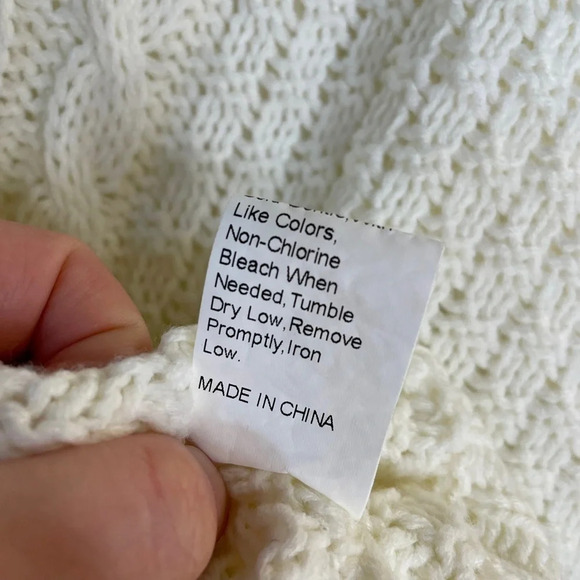 Like Colors,
Non-Chlorine
Bleach When
Needed,Tumble
Dry Low,Remove
Promptly,Iron
Low.
MADE IN CHINA